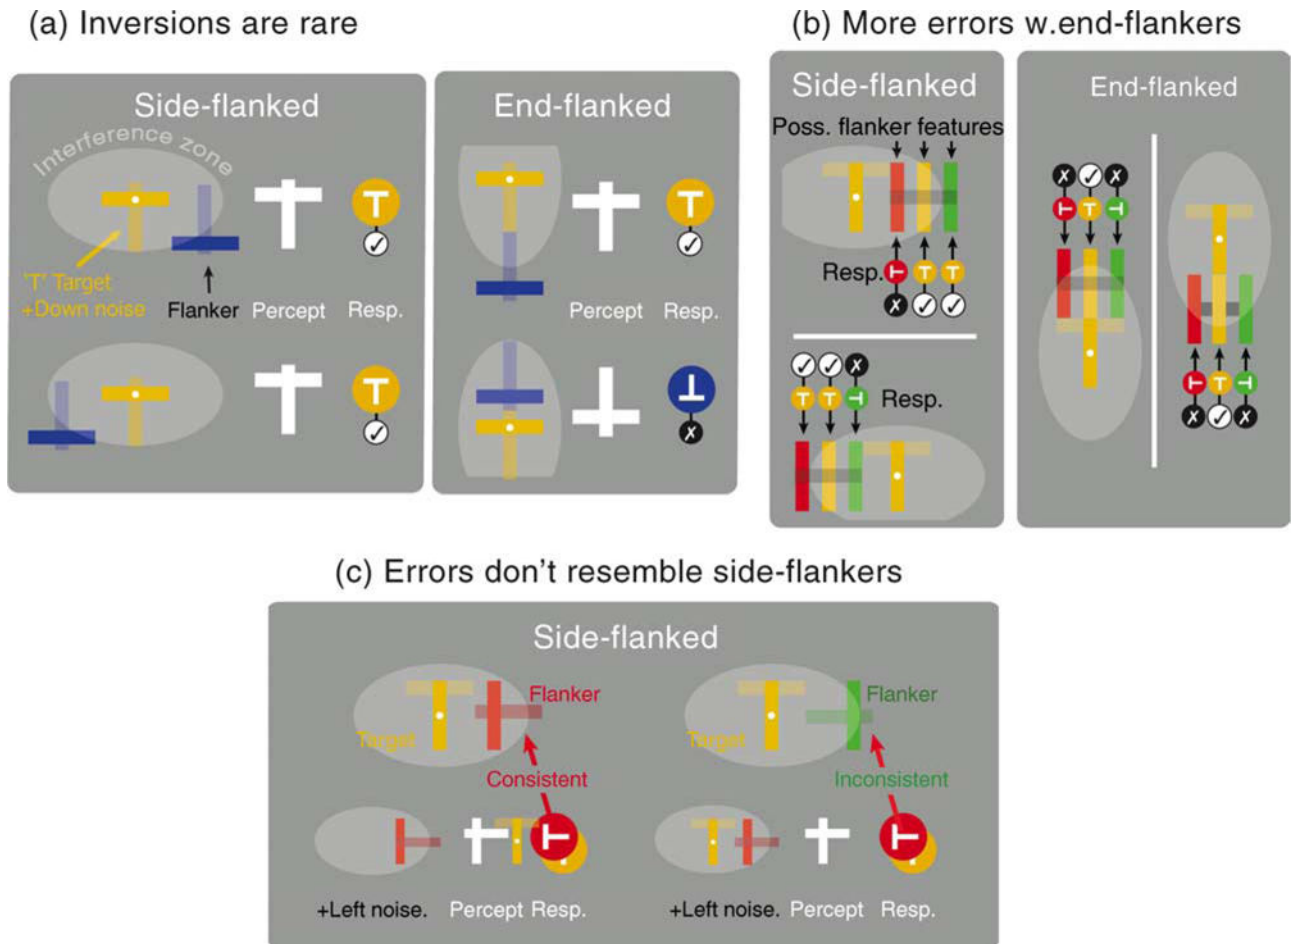 (a) Inversions are rare
(b) More errors w.end-flankers
Side-flanked
End-flanked
Side-flanked
End-flanked
Interference zone
Poss. flanker features
"T" Target
+Down noise
Flanker
Percept
Resp.
Percept
Resp.
Resp.
Resp.
(c) Errors don't resemble side-flankers
Side-flanked
Flanker
Flanker
Target
Target
Consistent
Inconsistent
+Left noise.
Percept
Resp.
+Left noise.
Percept
Resp.